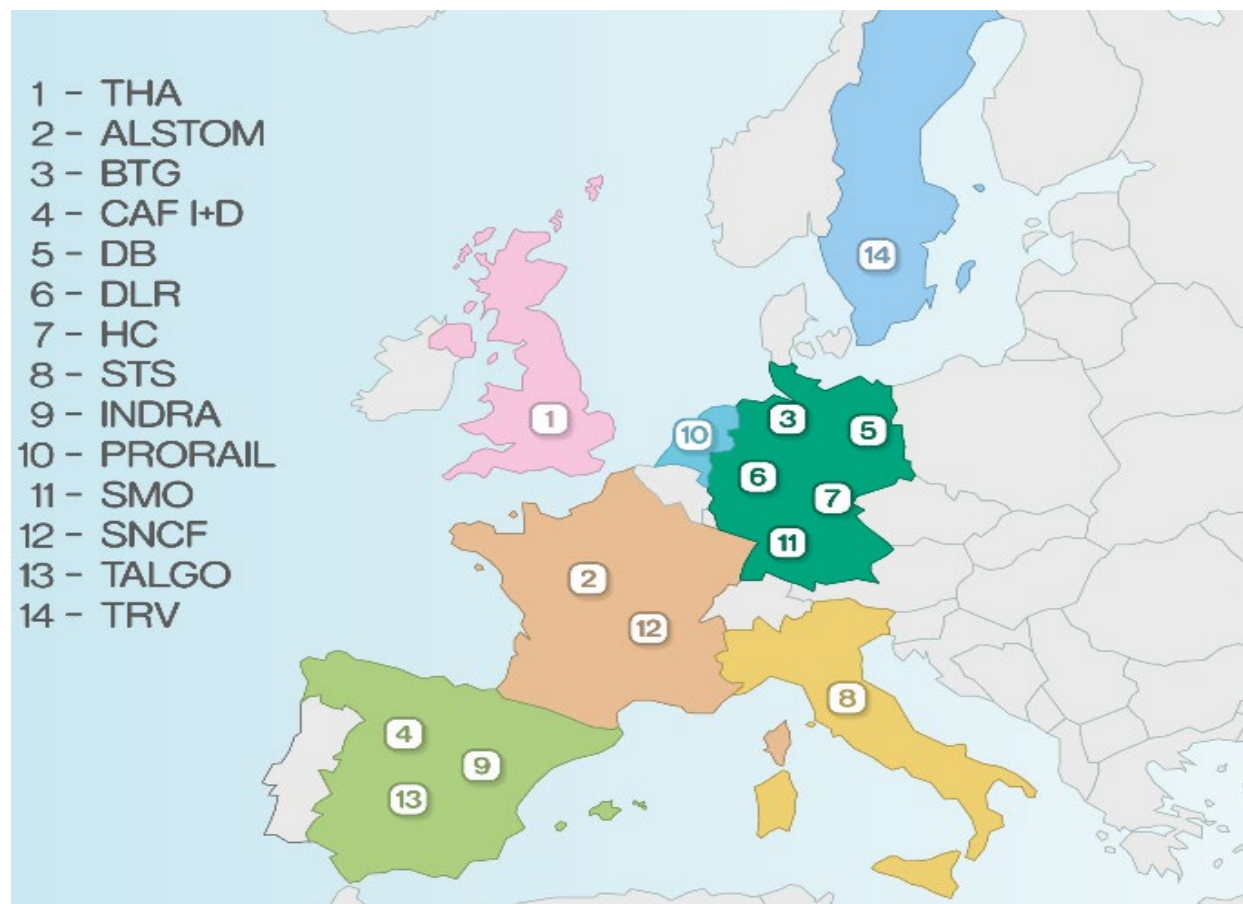 1 - THA
2 - ALSTOM
3 - BTG
4 - CAF I+D
5 - DB
6 - DLR
7 - HC
8 - STS
9 - INDRA
10 - PRORAIL
11 - SMO
12 - SNCF
13 - TALGO
14 - TRV
14
1
10
3
5
6
7
11
2
12
8
4
9
13